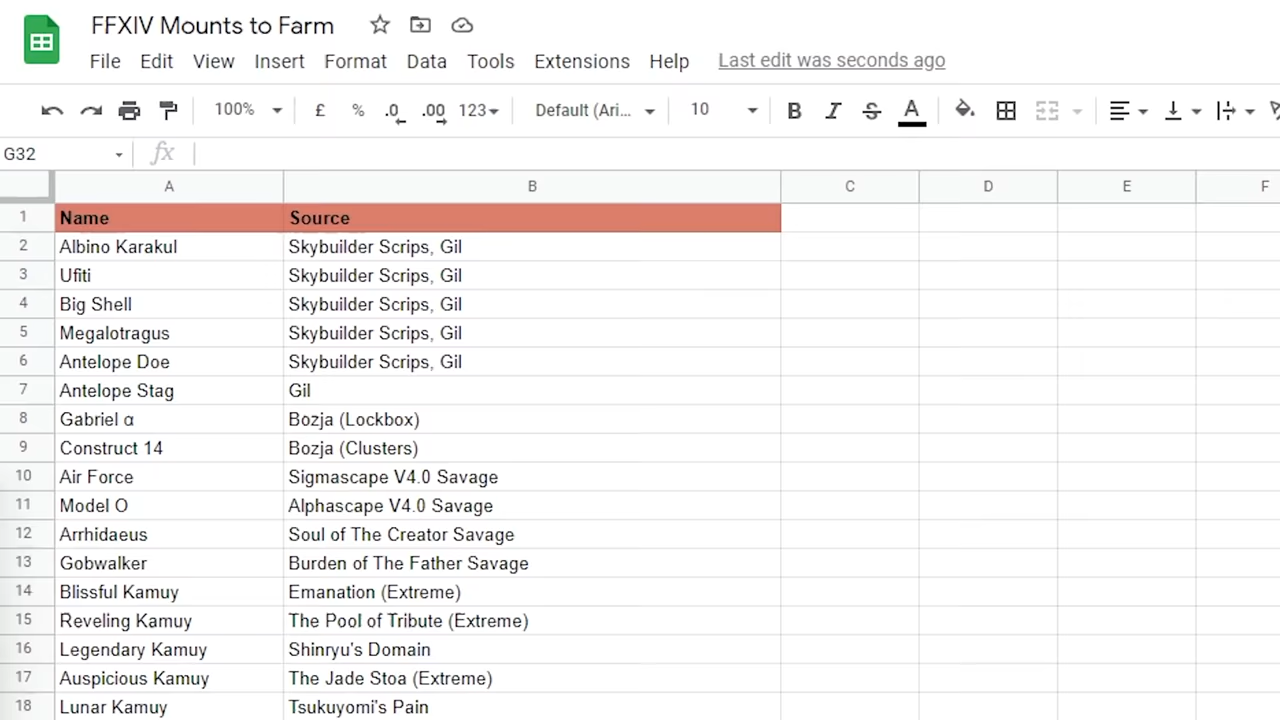 FFXIV Mounts to Farm
File Edit View Insert Format Data Tools Extensions Help Last edit was seconds ago
100% £ % .0 .00 123 Default (Ari... 10 B I S A
G32 fx
A B C D E F
1 Name Source
2 Albino Karakul Skybuilder Scrips, Gil
3 Ufiti Skybuilder Scrips, Gil
4 Big Shell Skybuilder Scrips, Gil
5 Megalotragus Skybuilder Scrips, Gil
6 Antelope Doe Skybuilder Scrips, Gil
7 Antelope Stag Gil
8 Gabriel α Bozja (Lockbox)
9 Construct 14 Bozja (Clusters)
10 Air Force Sigmascape V4.0 Savage
11 Model O Alphascape V4.0 Savage
12 Arrhidaeus Soul of The Creator Savage
13 Gobwalker Burden of The Father Savage
14 Blissful Kamuy Emanation (Extreme)
15 Reveling Kamuy The Pool of Tribute (Extreme)
16 Legendary Kamuy Shinryu's Domain
17 Auspicious Kamuy The Jade Stoa (Extreme)
18 Lunar Kamuy Tsukuyomi's Pain